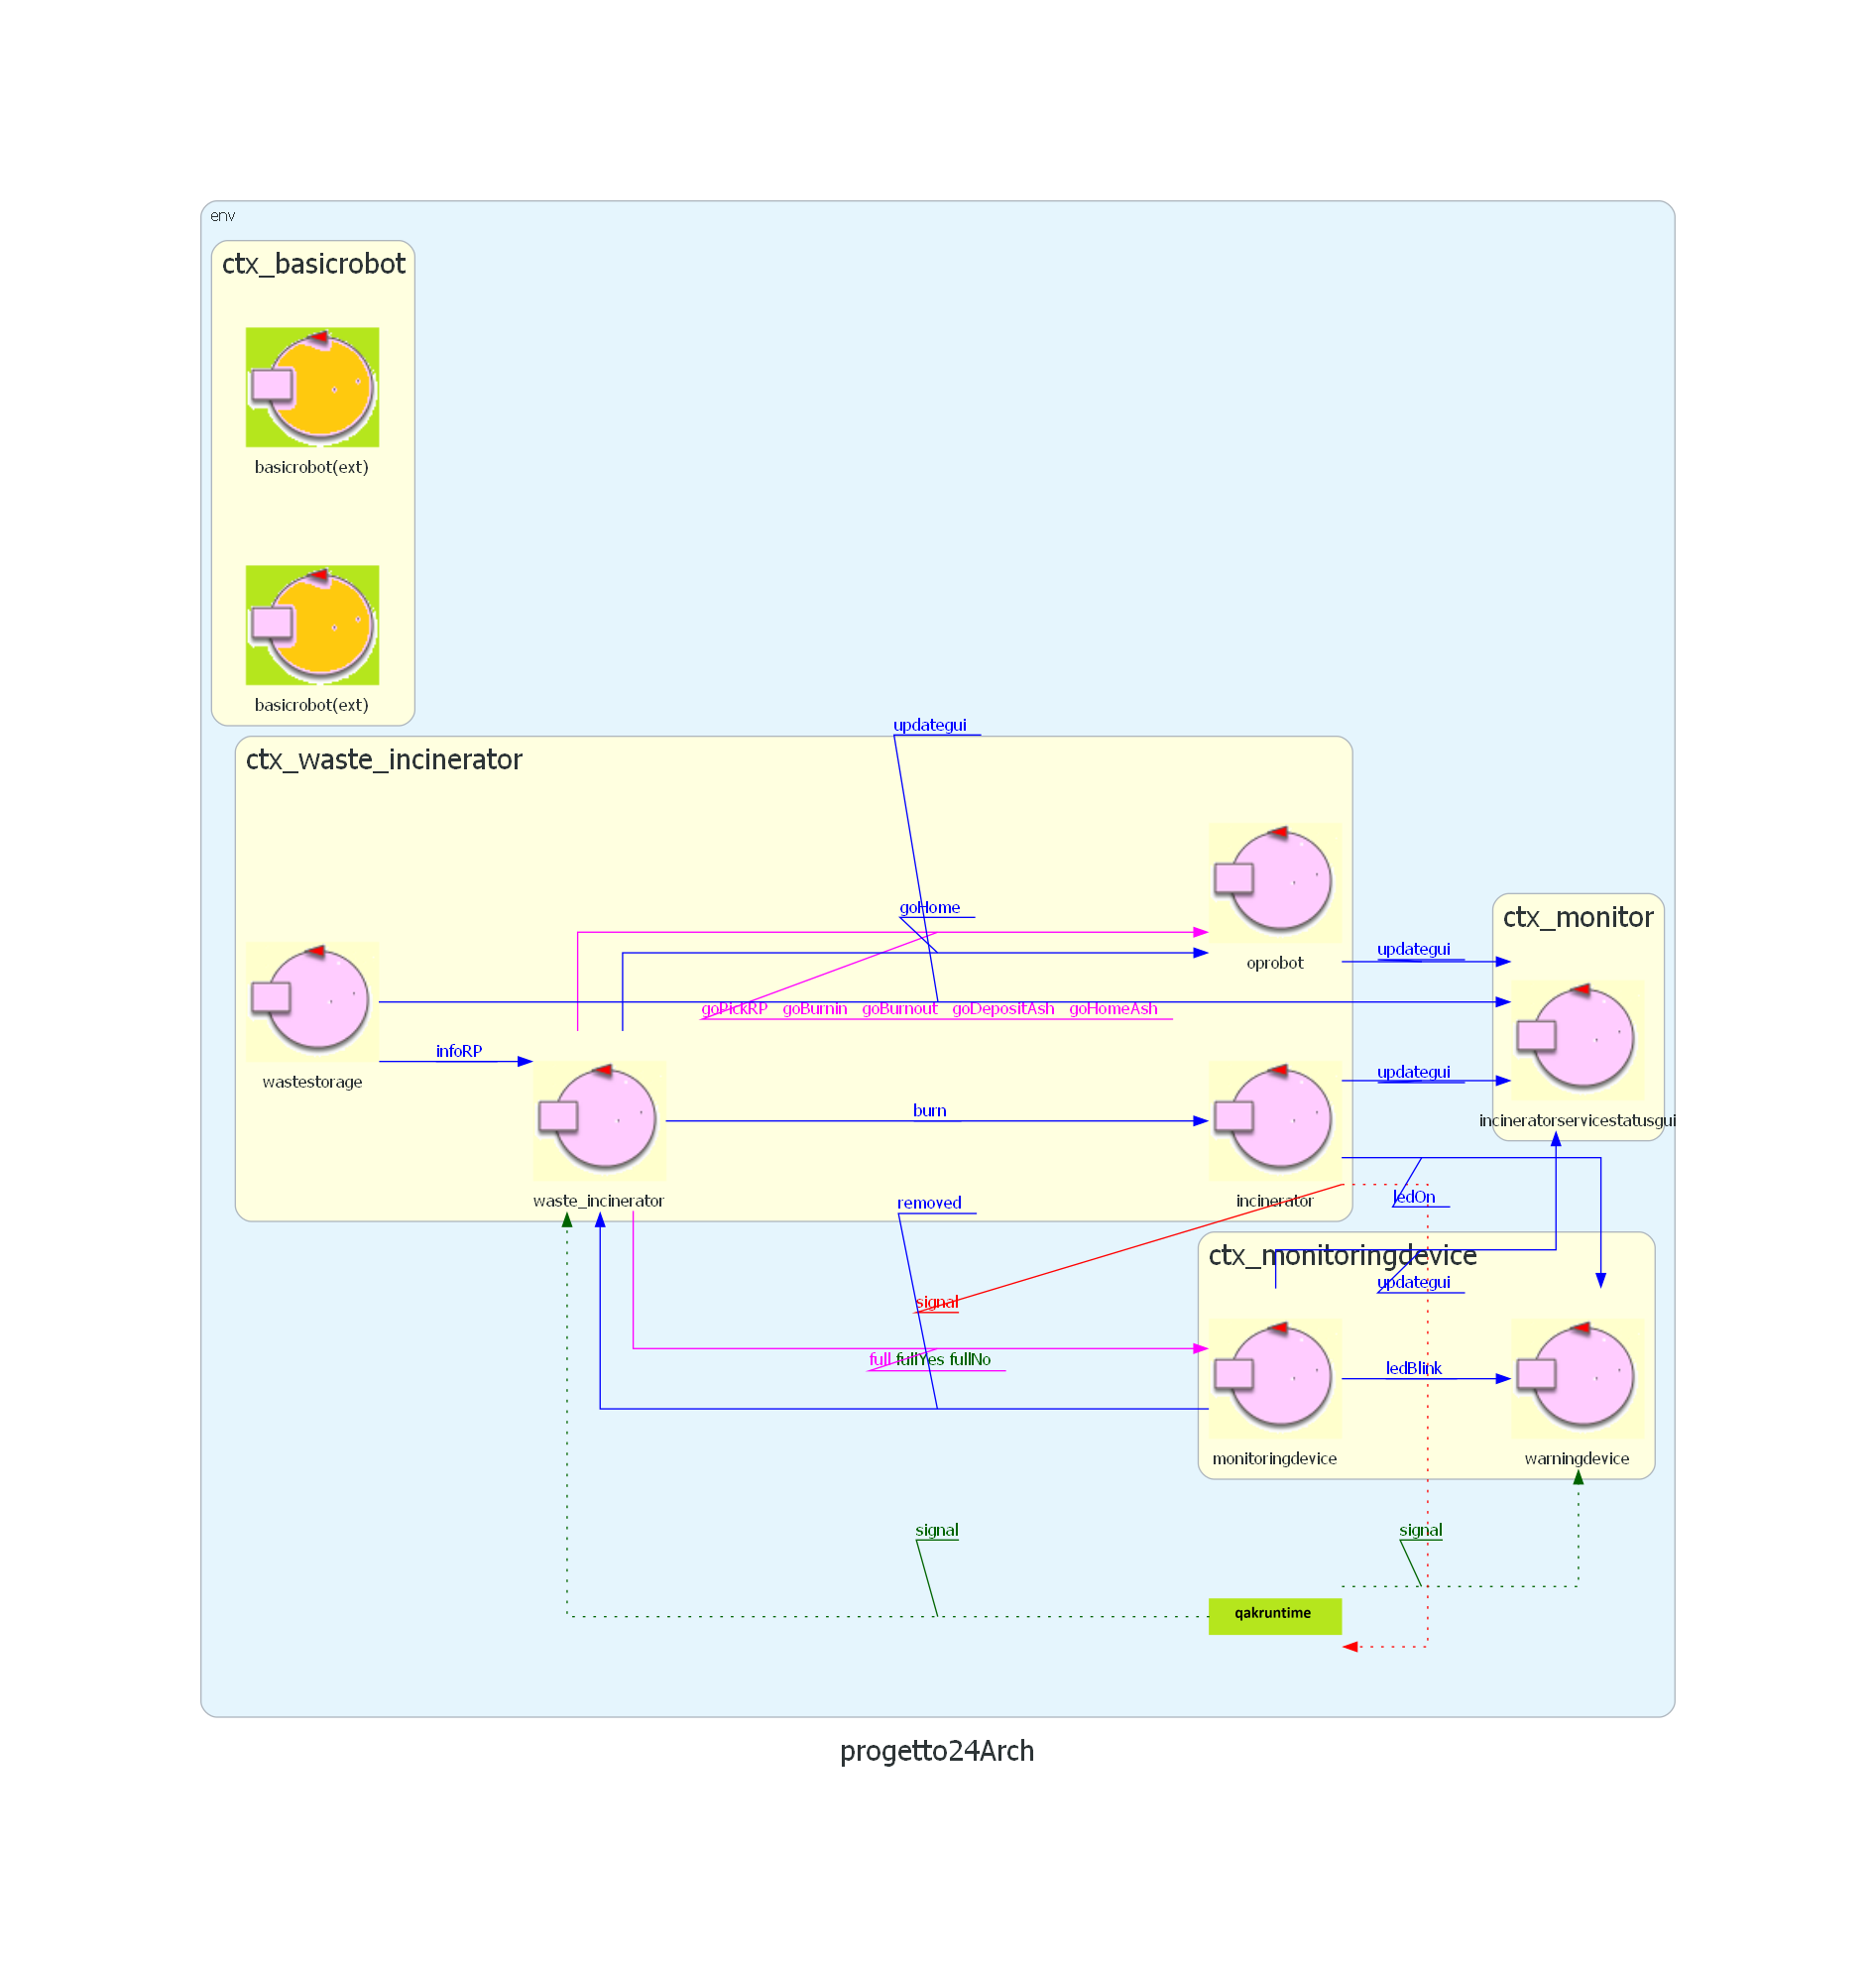 env
ctx_basicrobot
basicrobot(ext)
basicrobot(ext)
updategui
ctx_waste_incinerator
goHome
ctx_monitor
updategui
oprobot
goPickRP goBurnin goBurnout goDepositAsh goHomeAsh
infoRP
wastestorage
updategui
burn
incineratorservicestatusgui
waste_incinerator
removed
incinerator
ledOn
ctx_monitoringdevice
updategui
signal
full fullYes fullNo
ledBlink
monitoringdevice
warningdevice
signal
signal
qakruntime
progetto24Arch